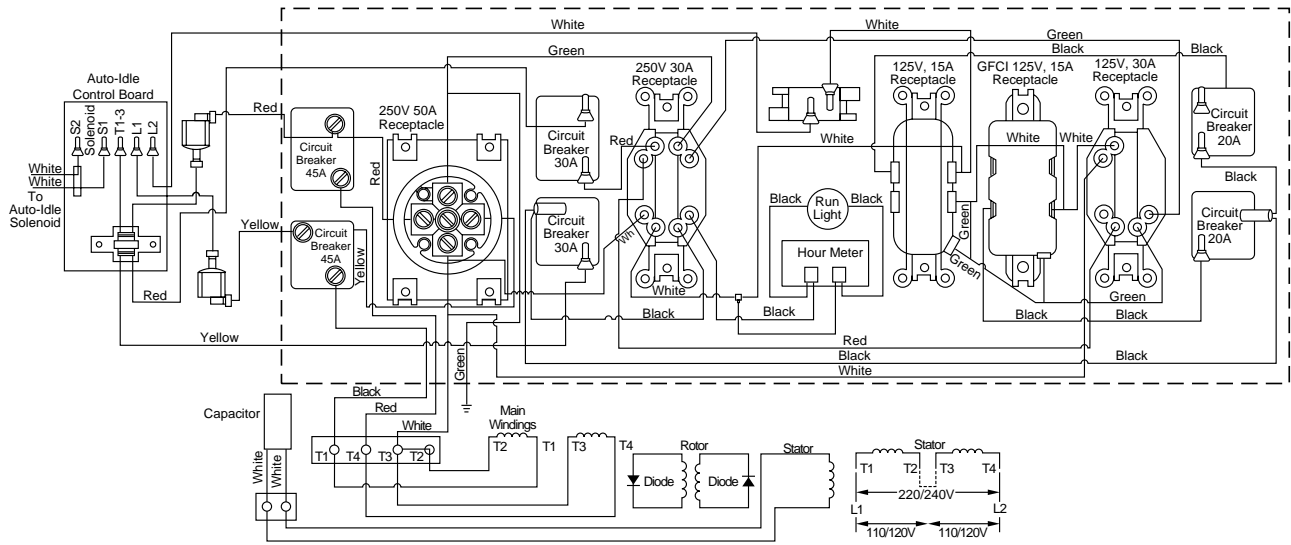 White
White
Green
Green
Black
Black
Auto-Idle
Control Board
250V 30A
Receptacle
125V, 15A
Receptacle
GFCI 125V, 15A
Receptacle
125V, 30A
Receptacle
S2
Solenoid
S1
T1-3
L1
L2
Red
250V 50A
Receptacle
Circuit
Breaker
45A
Circuit
Breaker
30A
Red
White
White
White
Circuit
Breaker
20A
Red
Black
White
White
To
Auto-Idle
Solenoid
Yellow
Circuit
Breaker
45A
Yellow
Circuit
Breaker
30A
Wh
Black
Run
Light
Black
Hour Meter
Green
Green
Circuit
Breaker
20A
Red
White
Black
Green
Black
Black
Yellow
Red
Green
Black
Black
White
Black
Capacitor
Red
White
Main
Windings
T1
T4
T3
T2
T2
T1
T3
T4
Rotor
Diode
Diode
Stator
Stator
T1
T2
T3
T4
220/240V
L1
L2
110/120V
110/120V
White
White